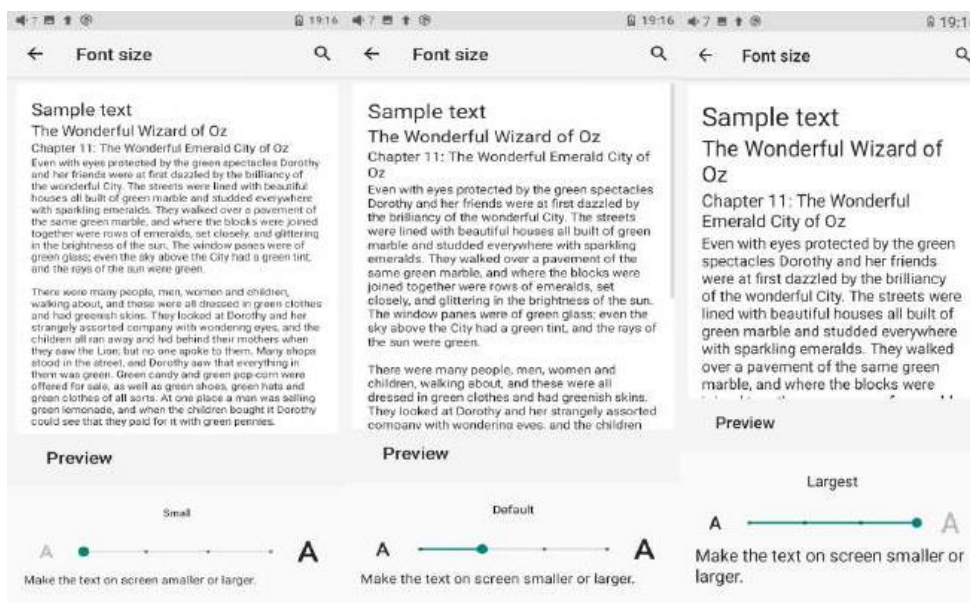 7
19:16
Font size
Sample text
The Wonderful Wizard of Oz
Chapter 11: The Wonderful Emerald City of Oz
Even with eyes protected by the green spectacles Dorothy
and her friends were at first dazzled by the brilliancy of
the wonderful City. The streets were lined with beautiful
houses all built of green marble and studded everywhere
with sparkling emeralds. They walked over a pavement of
the same green marble, and where the blocks were joined
together were rows of emeralds, set closely, and glittering
in the brightness of the sun. The window panes were of
green glass; even the sky above the City had a green tint,
and the rays of the sun were green.
There were many people, men, women and children,
walking about, and these were all dressed in green clothes
and had greenish skins. They looked at Dorothy and her
strangely assorted company with wondering eyes, and the
children all ran away and hid behind their mothers when
they saw the Lion; but no one spoke to them. Many shops
stood in the street, and Dorothy saw that everything in
them was green. Green candy and green pop-corn were
offered for sale, as well as green shoes, green hats and
green clothes of all sorts. At one place a man was selling
green lemonade, and when the children bought it Dorothy
could see that they paid for it with green pennies.
Preview
Small
A
A
Make the text on screen smaller or larger.
7
19:16
Font size
Sample text
The Wonderful Wizard of Oz
Chapter 11: The Wonderful Emerald City of
Oz
Even with eyes protected by the green spectacles
Dorothy and her friends were at first dazzled by
the brilliancy of the wonderful City. The streets
were lined with beautiful houses all built of green
marble and studded everywhere with sparkling
emeralds. They walked over a pavement of the
same green marble, and where the blocks were
joined together were rows of emeralds, set
closely, and glittering in the brightness of the sun.
The window panes were of green glass; even the
sky above the City had a green tint, and the rays of
the sun were green.
There were many people, men, women and
children, walking about, and these were all
dressed in green clothes and had greenish skins.
They looked at Dorothy and her strangely assorted
company with wondering eyes, and the children
Preview
Default
A
A
Make the text on screen smaller or larger.
7
19:1
Font size
Sample text
The Wonderful Wizard of
Oz
Chapter 11: The Wonderful
Emerald City of Oz
Even with eyes protected by the green
spectacles Dorothy and her friends
were at first dazzled by the brilliancy
of the wonderful City. The streets were
lined with beautiful houses all built of
green marble and studded everywhere
with sparkling emeralds. They walked
over a pavement of the same green
marble, and where the blocks were
Preview
Largest
A
A
Make the text on screen smaller or
larger.